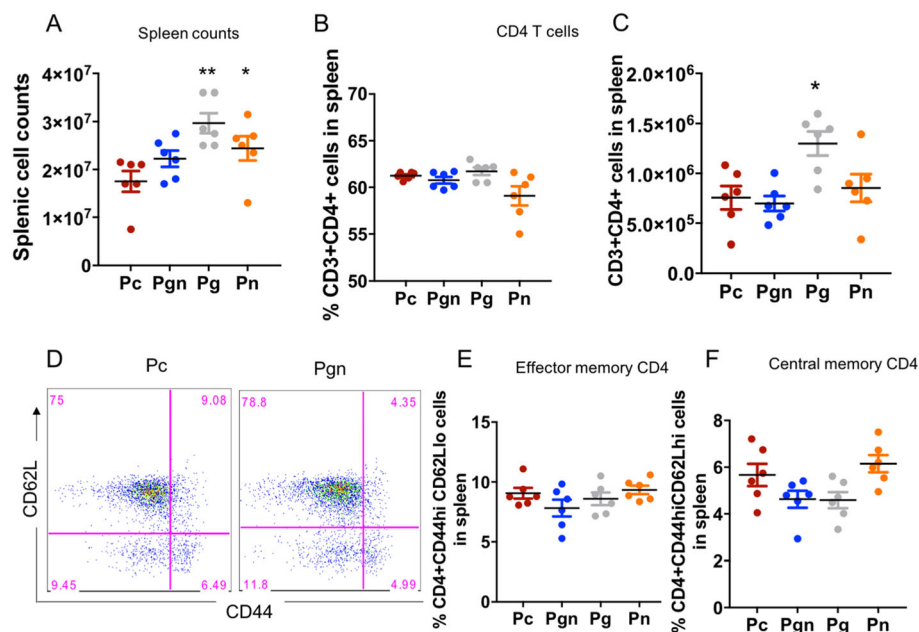 A
Spleen counts
**
*
Splenic cell counts
4×10⁷
3×10⁷
2×10⁷
1×10⁷
Pc Pgn Pg Pn
B
CD4 T cells
% CD3+CD4+ cells in spleen
65
60
55
50
Pc Pgn Pg Pn
C
*
CD3+CD4+ cells in spleen
2.0×10⁶
1.5×10⁶
1.0×10⁶
5.0×10⁵
0.0
Pc Pgn Pg Pn
D
Pc
Pgn
75 9.08
9.45 6.49
78.8 4.35
11.8 4.99
CD62L
CD44
E
Effector memory CD4
% CD4+CD44hi CD62Llo cells
in spleen
15
10
5
0
Pc Pgn Pg Pn
F
Central memory CD4
% CD4+CD44hiCD62Lhi cells
in spleen
8
6
4
2
0
Pc Pgn Pg Pn